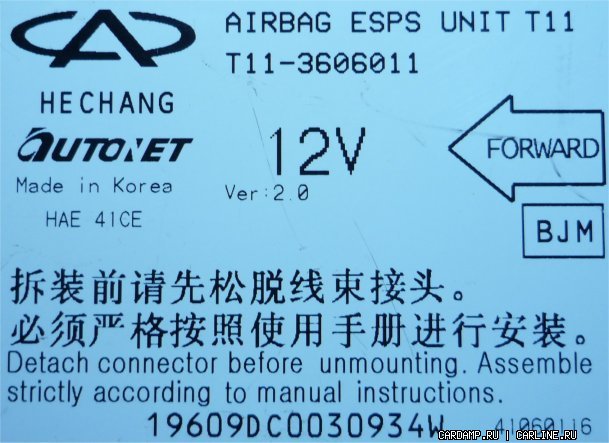 AIRBAG ESPS UNIT T11
T11-3606011
HECHANG
AUTONET
12V
FORWARD
Made in Korea
Ver:2.0
HAE 41CE
BJM
拆装前请先松脱线束接头。
必须严格按照使用手册进行安装。
Detach connector before unmounting. Assemble
strictly according to manual instructions.
19609DC0030934W
41060116
CARDAMP.RU | CARLINE.RU